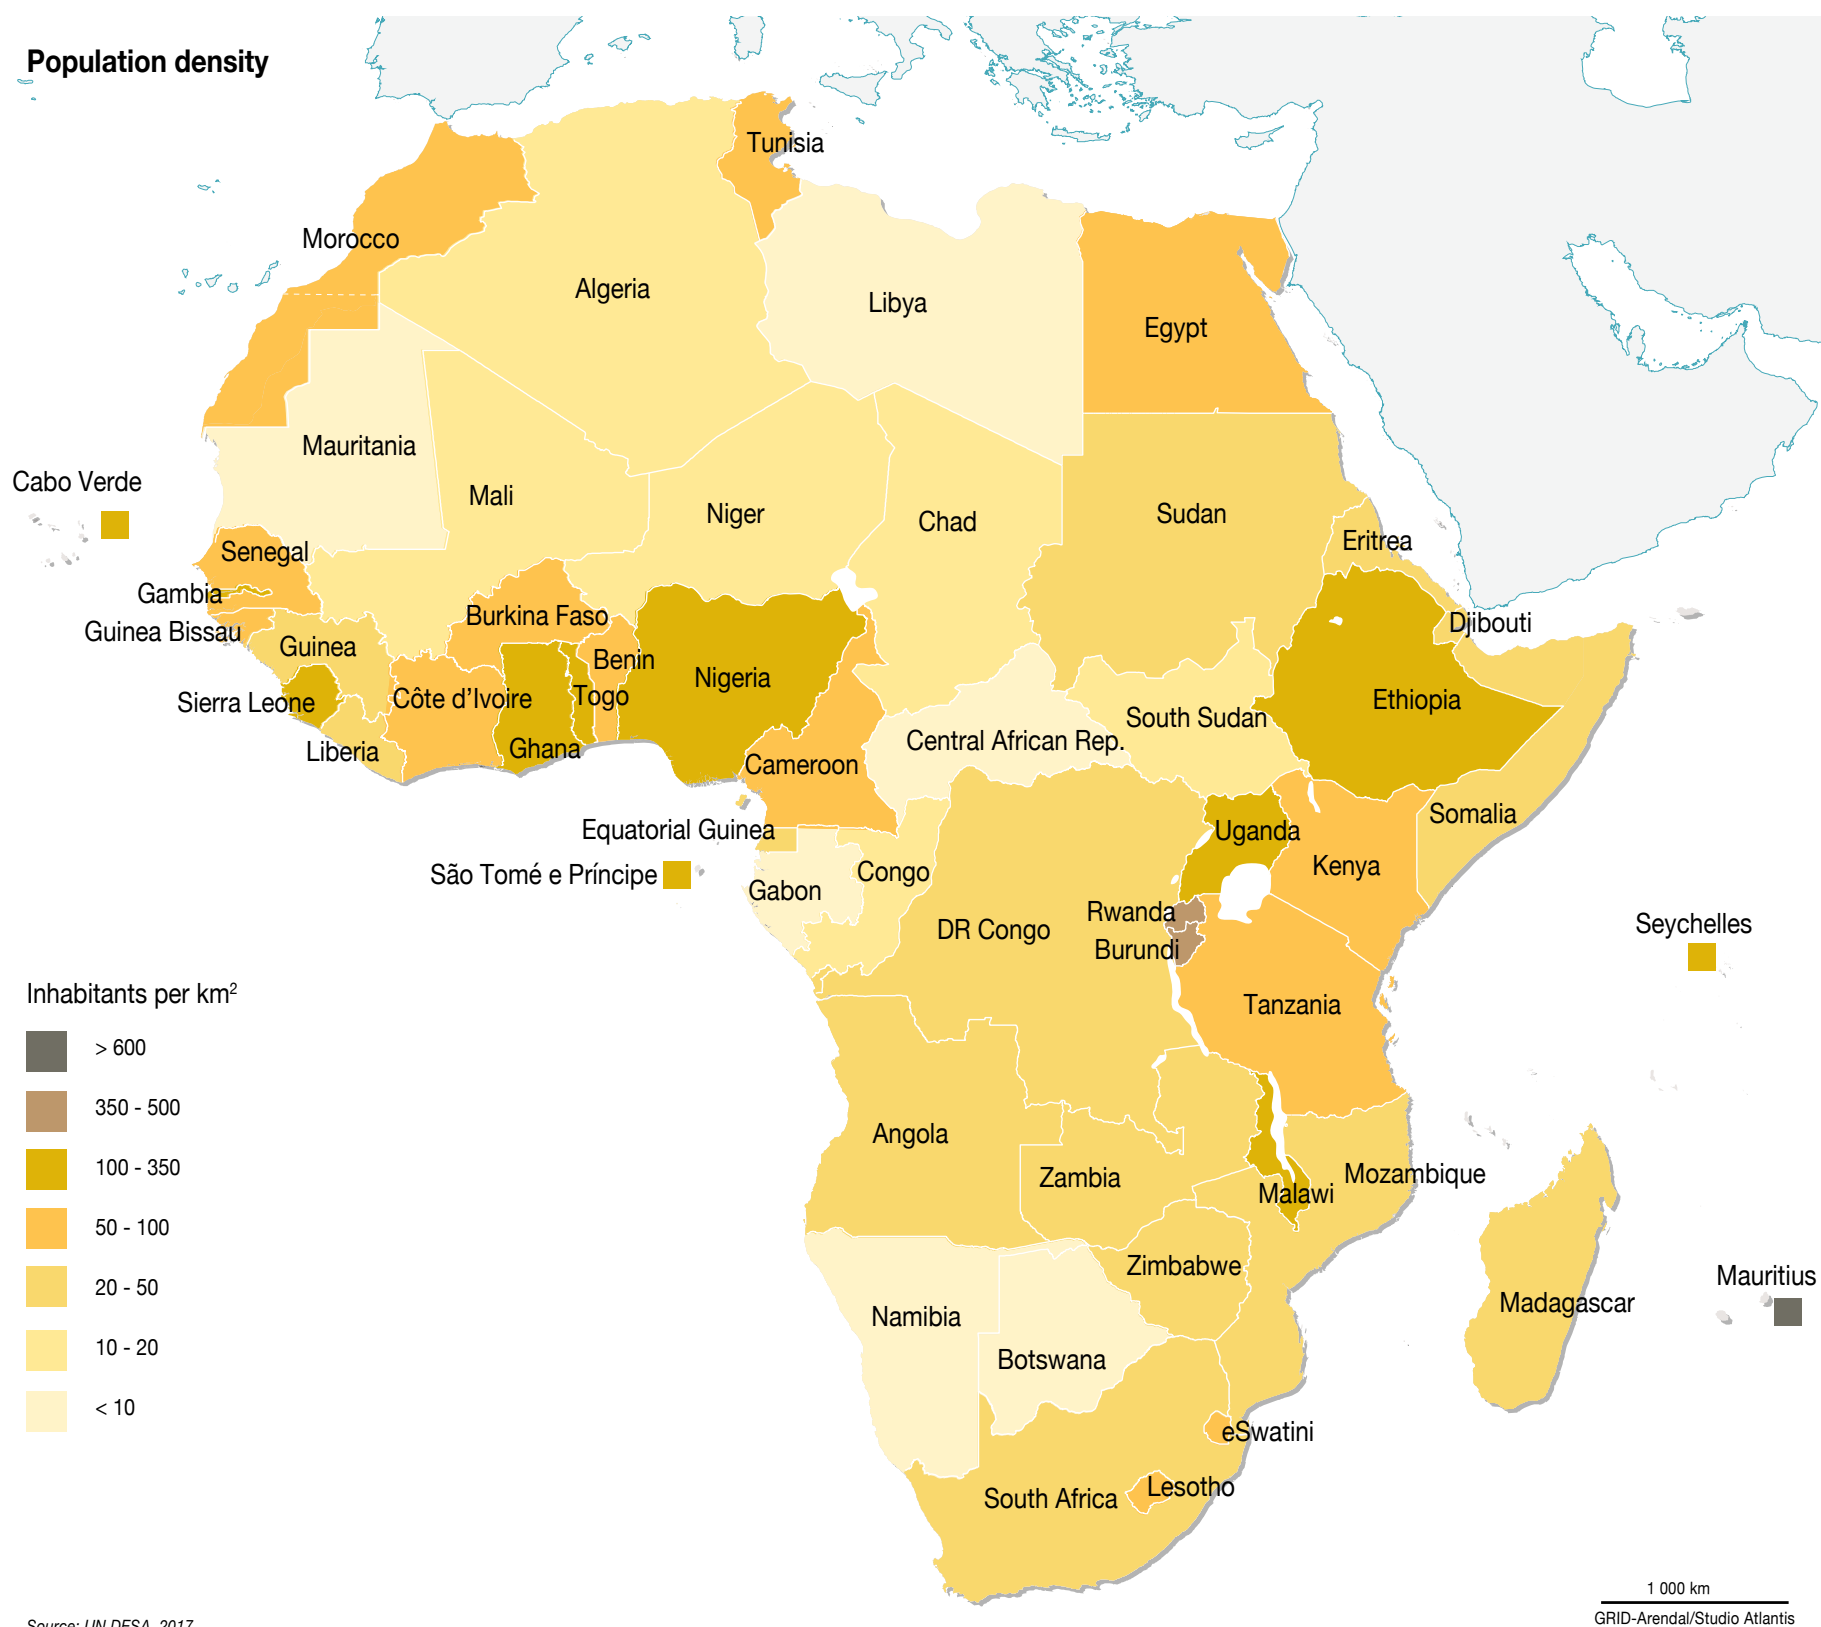 Population density
Tunisia
Morocco
Algeria
Libya
Egypt
Mauritania
Cabo Verde
Mali
Niger
Chad
Sudan
Eritrea
Senegal
Gambia
Burkina Faso
Djibouti
Guinea Bissau
Guinea
Benin
Nigeria
Sierra Leone
Côte d'Ivoire
Togo
Ethiopia
South Sudan
Liberia
Ghana
Central African Rep.
Cameroon
Somalia
Equatorial Guinea
Uganda
São Tomé e Príncipe
Congo
Kenya
Gabon
Rwanda
DR Congo
Burundi
Seychelles
Tanzania
Inhabitants per km²
> 600
350 - 500
100 - 350
50 - 100
20 - 50
10 - 20
< 10
Angola
Zambia
Mozambique
Malawi
Zimbabwe
Mauritius
Madagascar
Namibia
Botswana
eSwatini
Lesotho
South Africa
1 000 km
GRID-Arendal/Studio Atlantis
Source: UN DESA, 2017